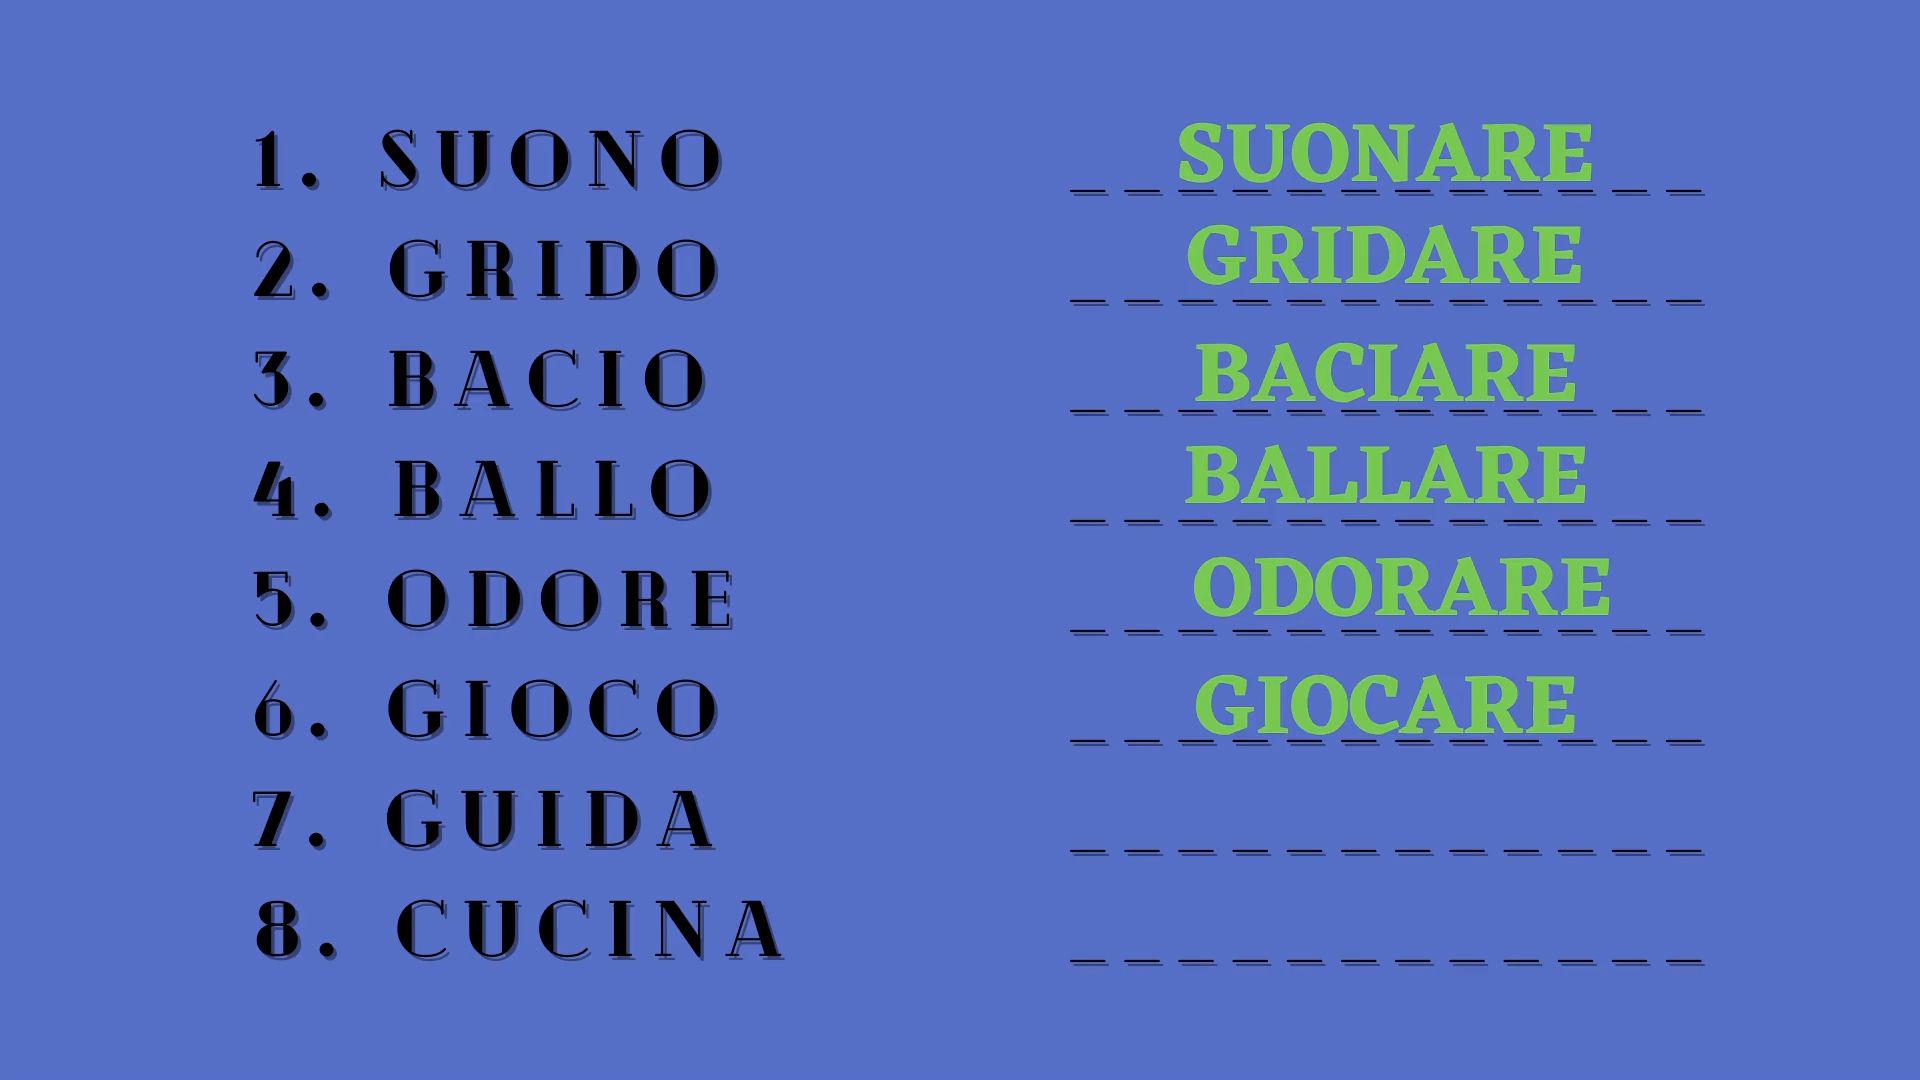 1. SUONO SUONARE
2. GRIDO GRIDARE
3. BACIO BACIARE
4. BALLO BALLARE
5. ODORE ODORARE
6. GIOCO GIOCARE
7. GUIDA _ _ _ _ _ _ _ _ _ _ _ _
8. CUCINA _ _ _ _ _ _ _ _ _ _ _ _